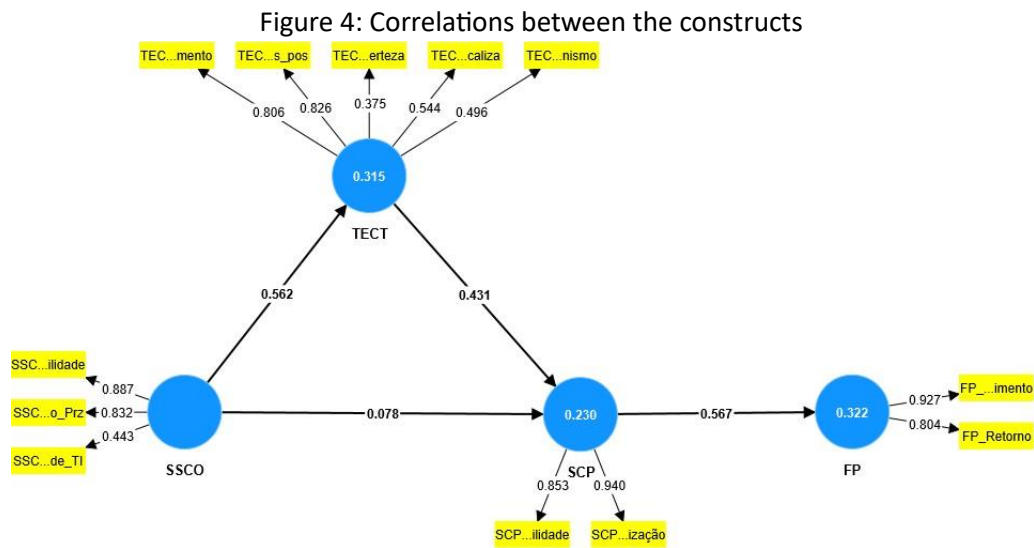 Figure 4: Correlations between the constructs
TEC...mento TEC...s_pos TEC...erteza TEC...caliza TEC...nismo
0.806 0.826 0.375 0.544 0.496
0.315
TECT
0.562 0.431
SSC...ilidade
0.887
SSC...o_Prz 0.832
0.443
SSC...de_TI
SSCO
0.078
0.230
SCP
0.567
0.322
FP
0.927 FP_...imento
0.804 FP_Retorno
0.853 0.940
SCP...ilidade SCP...ização